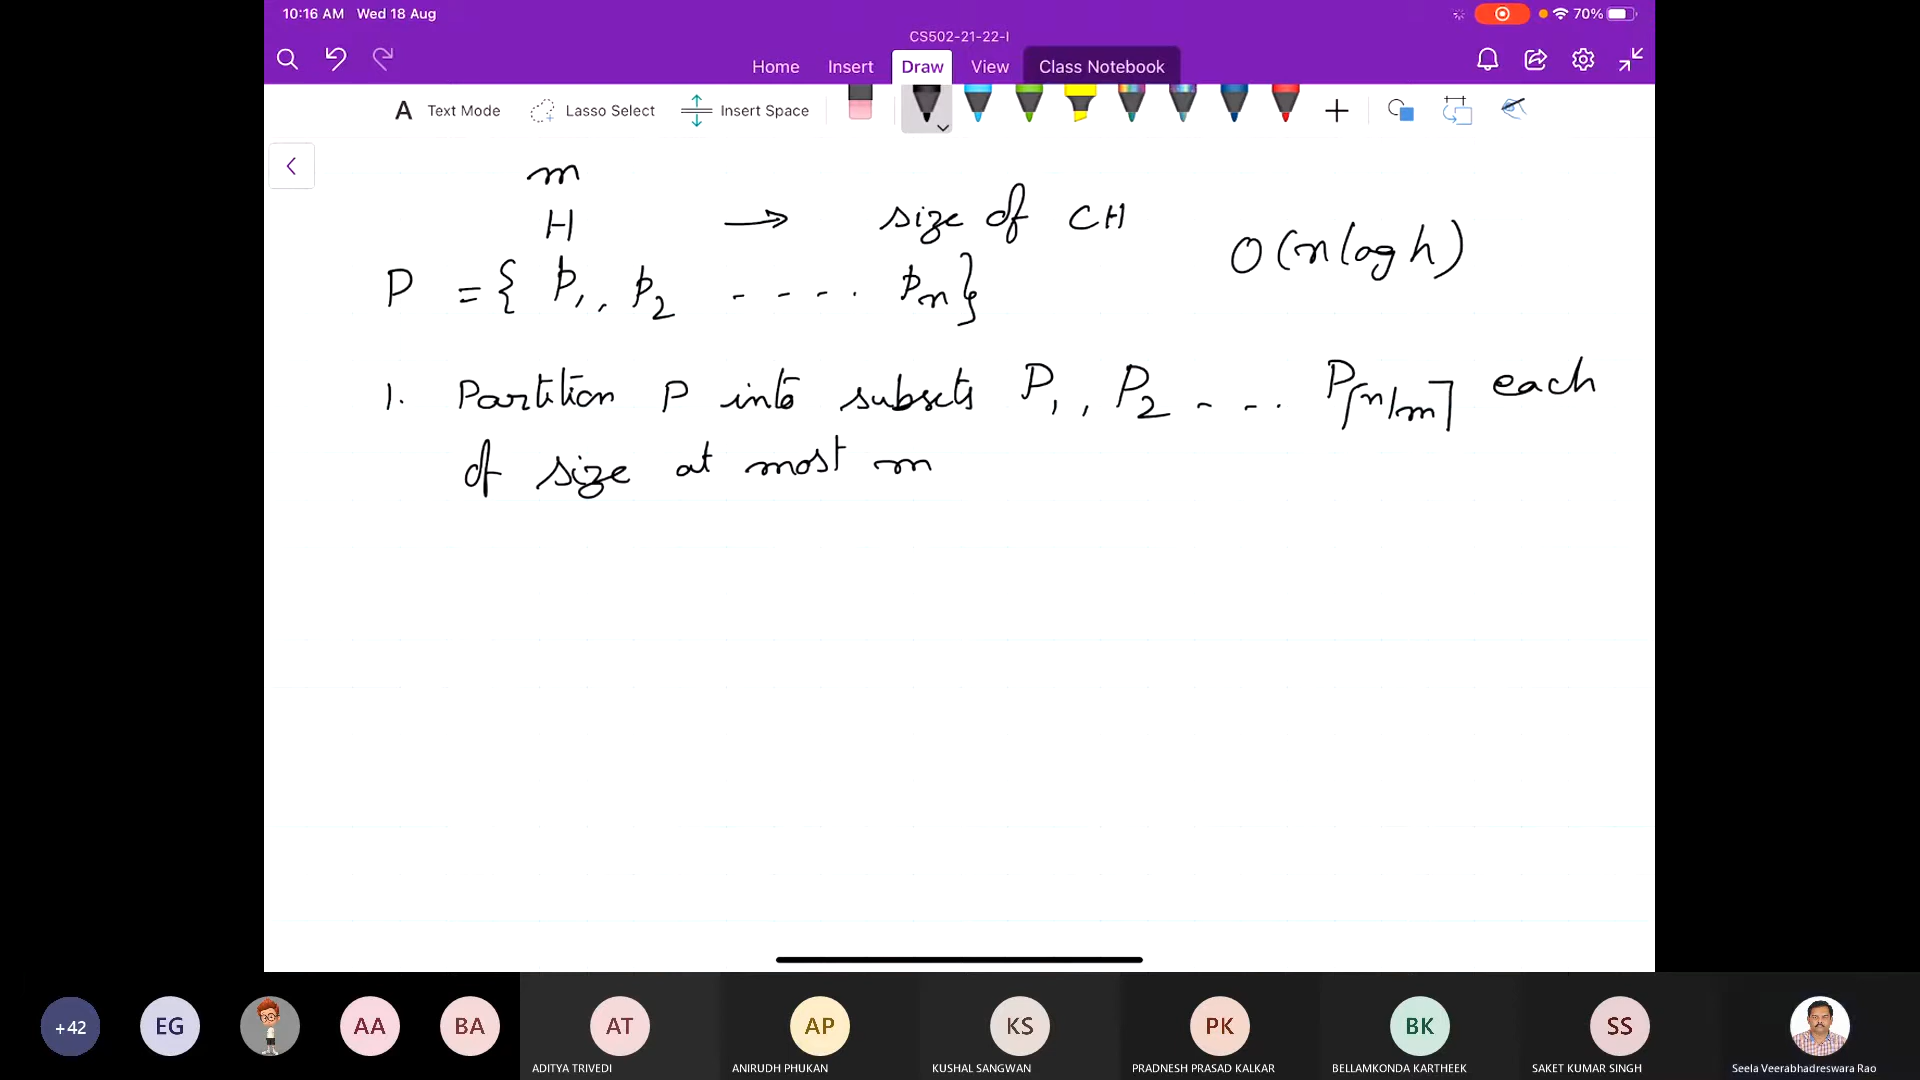 10:16 AM Wed 18 Aug
70%
CS502-21-22-I
Home Insert Draw View Class Notebook
A Text Mode Lasso Select Insert Space
m
H → size of CH
O(n log h)
P = { p₁, p₂ - - - - . pₙ}
1. Partition P into subsets P₁, P₂ - - - . P⌈n/m⌉ each
of size at most m
+42 EG AA BA AT AP KS PK BK SS
ADITYA TRIVEDI ANIRUDH PHUKAN KUSHAL SANGWAN PRADNESH PRASAD KALKAR BELLAMKONDA KARTHEEK SAKET KUMAR SINGH Seela Veerabhadreswara Rao